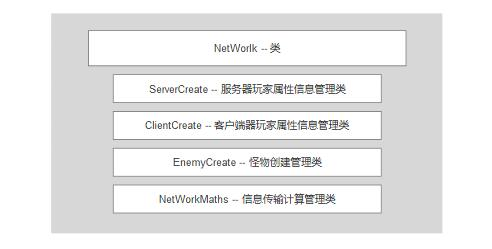 NetWorlk -- 类
ServerCreate -- 服务器玩家属性信息管理类
ClientCreate -- 客户端器玩家属性信息管理类
EnemyCreate -- 怪物创建管理类
NetWorkMaths -- 信息传输计算管理类